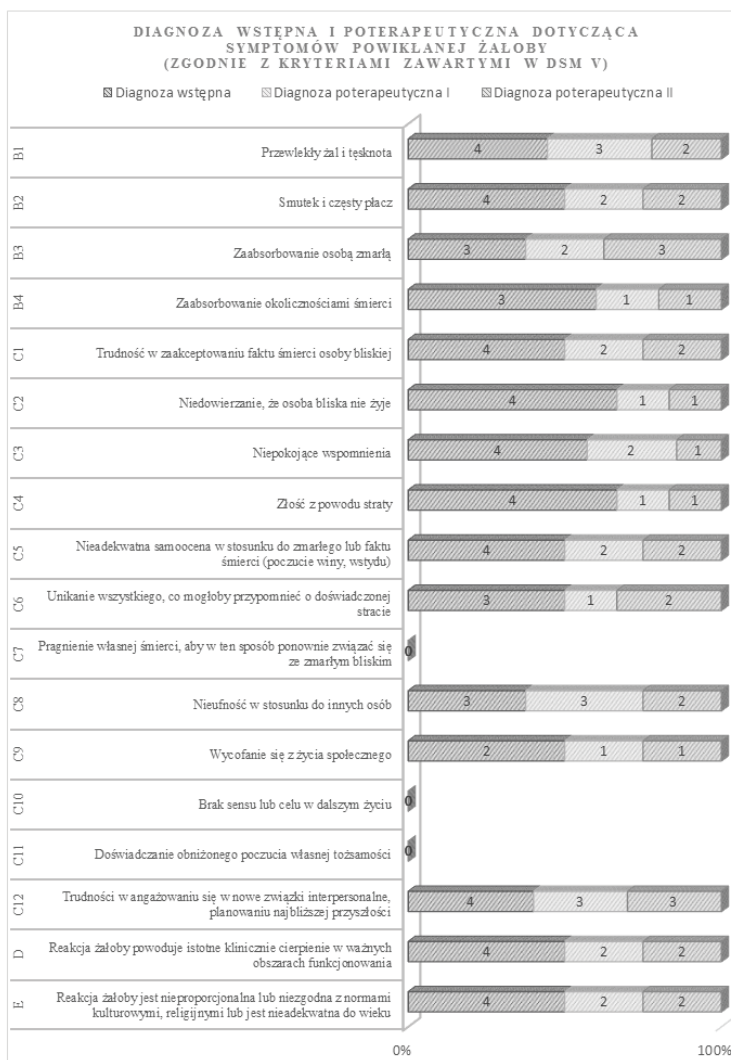 DIAGNOZA WSTĘPNA I POTERAPEUTYCZNA DOTYCZĄCA
SYMPTOMÓW POWIKLANEJ ŻALOBY
(ZGODNIE Z KRYTERIAMI ZAWARTYMI W DSM V)
Diagnoza wstępna Diagnoza poterapeutyczna I Diagnoza poterapeutyczna II
B1 Przewlekły żal i tęsknota 4 3 2
B2 Smutek i częsty płacz 4 2 2
B3 Zaabsorbowanie osobą zmarłą 3 2 3
B4 Zaabsorbowanie okolicznościami śmierci 3 1 1
C1 Trudność w zaakceptowaniu faktu śmierci osoby bliskiej 4 2 2
C2 Niedowierzanie, że osoba bliska nie żyje 4 1 1
C3 Niepokojące wspomnienia 4 2 1
C4 Złość z powodu straty 4 1 1
C5 Nieadekwatna samoocena w stosunku do zmarłego lub faktu
śmierci (poczucie winy, wstydu) 4 2 2
C6 Unikanie wszystkiego, co mogłoby przypomnieć o doświadczonej
stracie 3 1 2
C7 Pragnienie własnej śmierci, aby w ten sposób ponownie związać się
ze zmarłym bliskim 0
C8 Nieufność w stosunku do innych osób 3 3 2
C9 Wycofanie się z życia społecznego 2 1 1
C10 Brak sensu lub celu w dalszym życiu 0
C11 Doświadczanie obniżonego poczucia własnej tożsamości 0
C12 Trudności w angażowaniu się w nowe związki interpersonalne,
planowaniu najbliższej przyszłości 4 3 3
D Reakcja żałoby powoduje istotne klinicznie cierpienie w ważnych
obszarach funkcjonowania 4 2 2
E Reakcja żałoby jest nieproporcjonalna lub niezgodna z normami
kulturowymi, religijnymi lub jest nieadekwatna do wieku 4 2 2
0% 100%